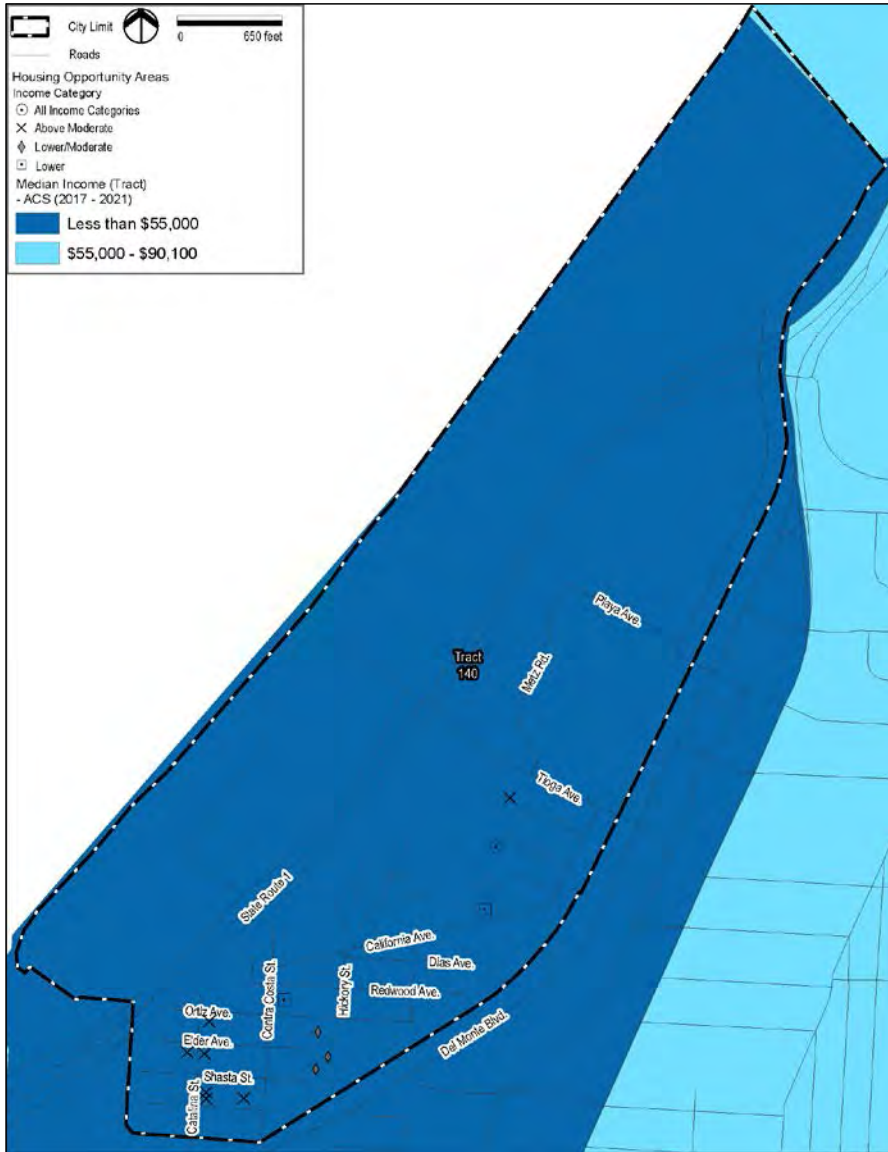 City Limit
0 650 feet
Roads
Housing Opportunity Areas
Income Category
All Income Categories
Above Moderate
Lower/Moderate
Lower
Median Income (Tract)
- ACS (2017 - 2021)
Less than $55,000
$55,000 - $90,100
Playa Ave.
Tract
140
Metz Rd.
Tioga Ave.
State Route 1
California Ave.
Dias Ave.
Contra Costa St.
Hickory St.
Redwood Ave.
Ortiz Ave.
Del Monte Blvd.
Elder Ave.
Shasta St.
Catalina St.